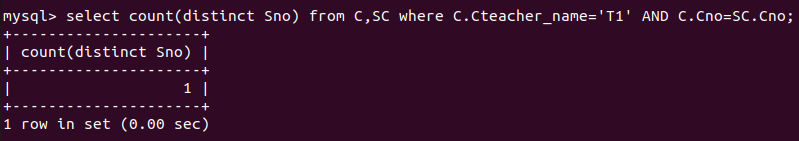 mysql> select count(distinct Sno) from C,SC where C.Cteacher_name='T1' AND C.Cno=SC.Cno;
+---------------------+
| count(distinct Sno) |
+---------------------+
|                   1 |
+---------------------+
1 row in set (0.00 sec)